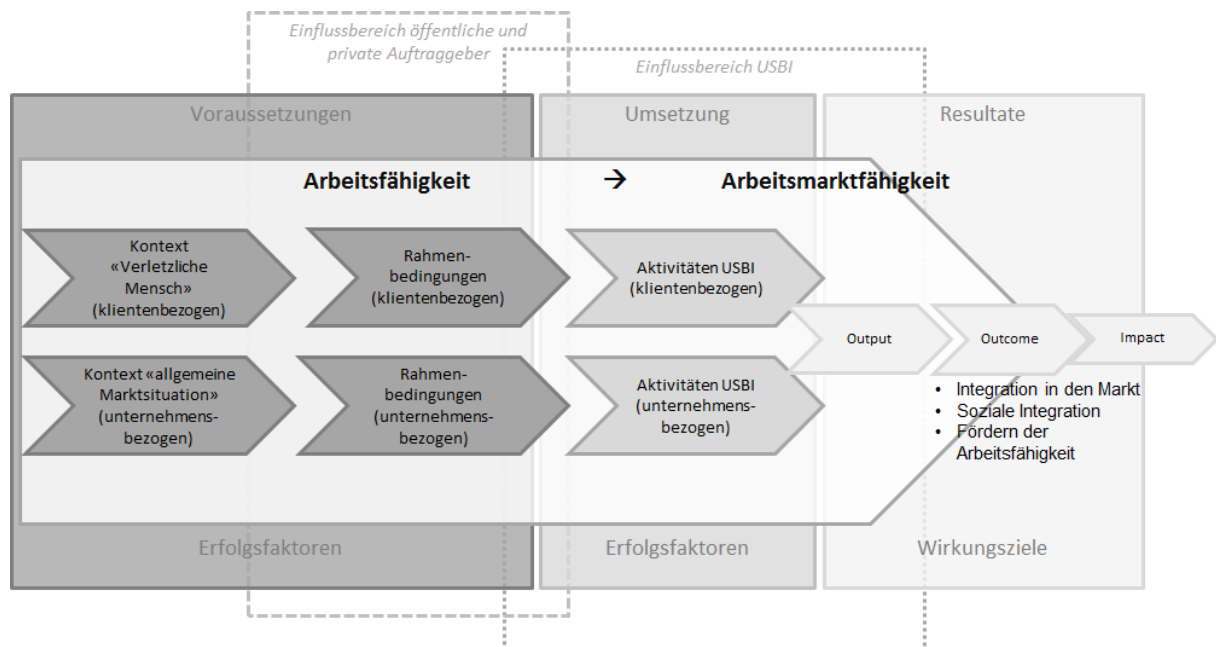 Einflussbereich öffentliche und
private Auftraggeber
Einflussbereich USBI
Voraussetzungen
Umsetzung
Resultate
Arbeitsfähigkeit
→
Arbeitsmarktfähigkeit
Kontext
«Verletzliche
Mensch»
(klientenbezogen)
Rahmen-
bedingungen
(klientenbezogen)
Aktivitäten USBI
(klientenbezogen)
Kontext «allgemeine
Marktsituation»
(unternehmens-
bezogen)
Rahmen-
bedingungen
(unternehmens-
bezogen)
Aktivitäten USBI
(unternehmens-
bezogen)
Output
Outcome
Impact
• Integration in den Markt
• Soziale Integration
• Fördern der
Arbeitsfähigkeit
Erfolgsfaktoren
Erfolgsfaktoren
Wirkungsziele